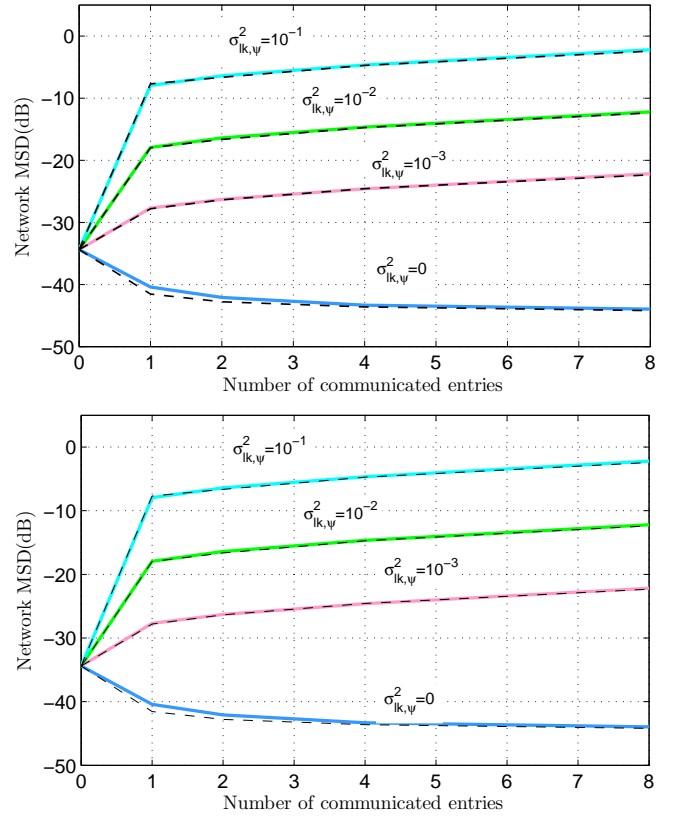 0
−10
−20
−30
−40
−50
Network MSD(dB)
σ²lk,ψ=10⁻¹
σ²lk,ψ=10⁻²
σ²lk,ψ=10⁻³
σ²lk,ψ=0
0 1 2 3 4 5 6 7 8
Number of communicated entries
0
−10
−20
−30
−40
−50
Network MSD(dB)
σ²lk,ψ=10⁻¹
σ²lk,ψ=10⁻²
σ²lk,ψ=10⁻³
σ²lk,ψ=0
0 1 2 3 4 5 6 7 8
Number of communicated entries